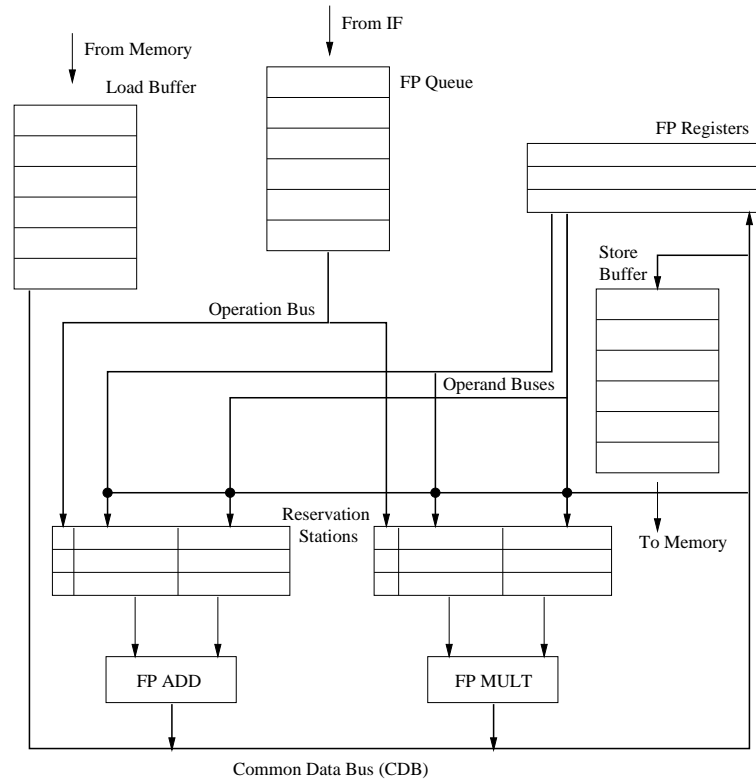 From IF
From Memory
Load Buffer
FP Queue
FP Registers
Store
Buffer
Operation Bus
Operand Buses
Reservation
Stations
To Memory
FP ADD
FP MULT
Common Data Bus (CDB)